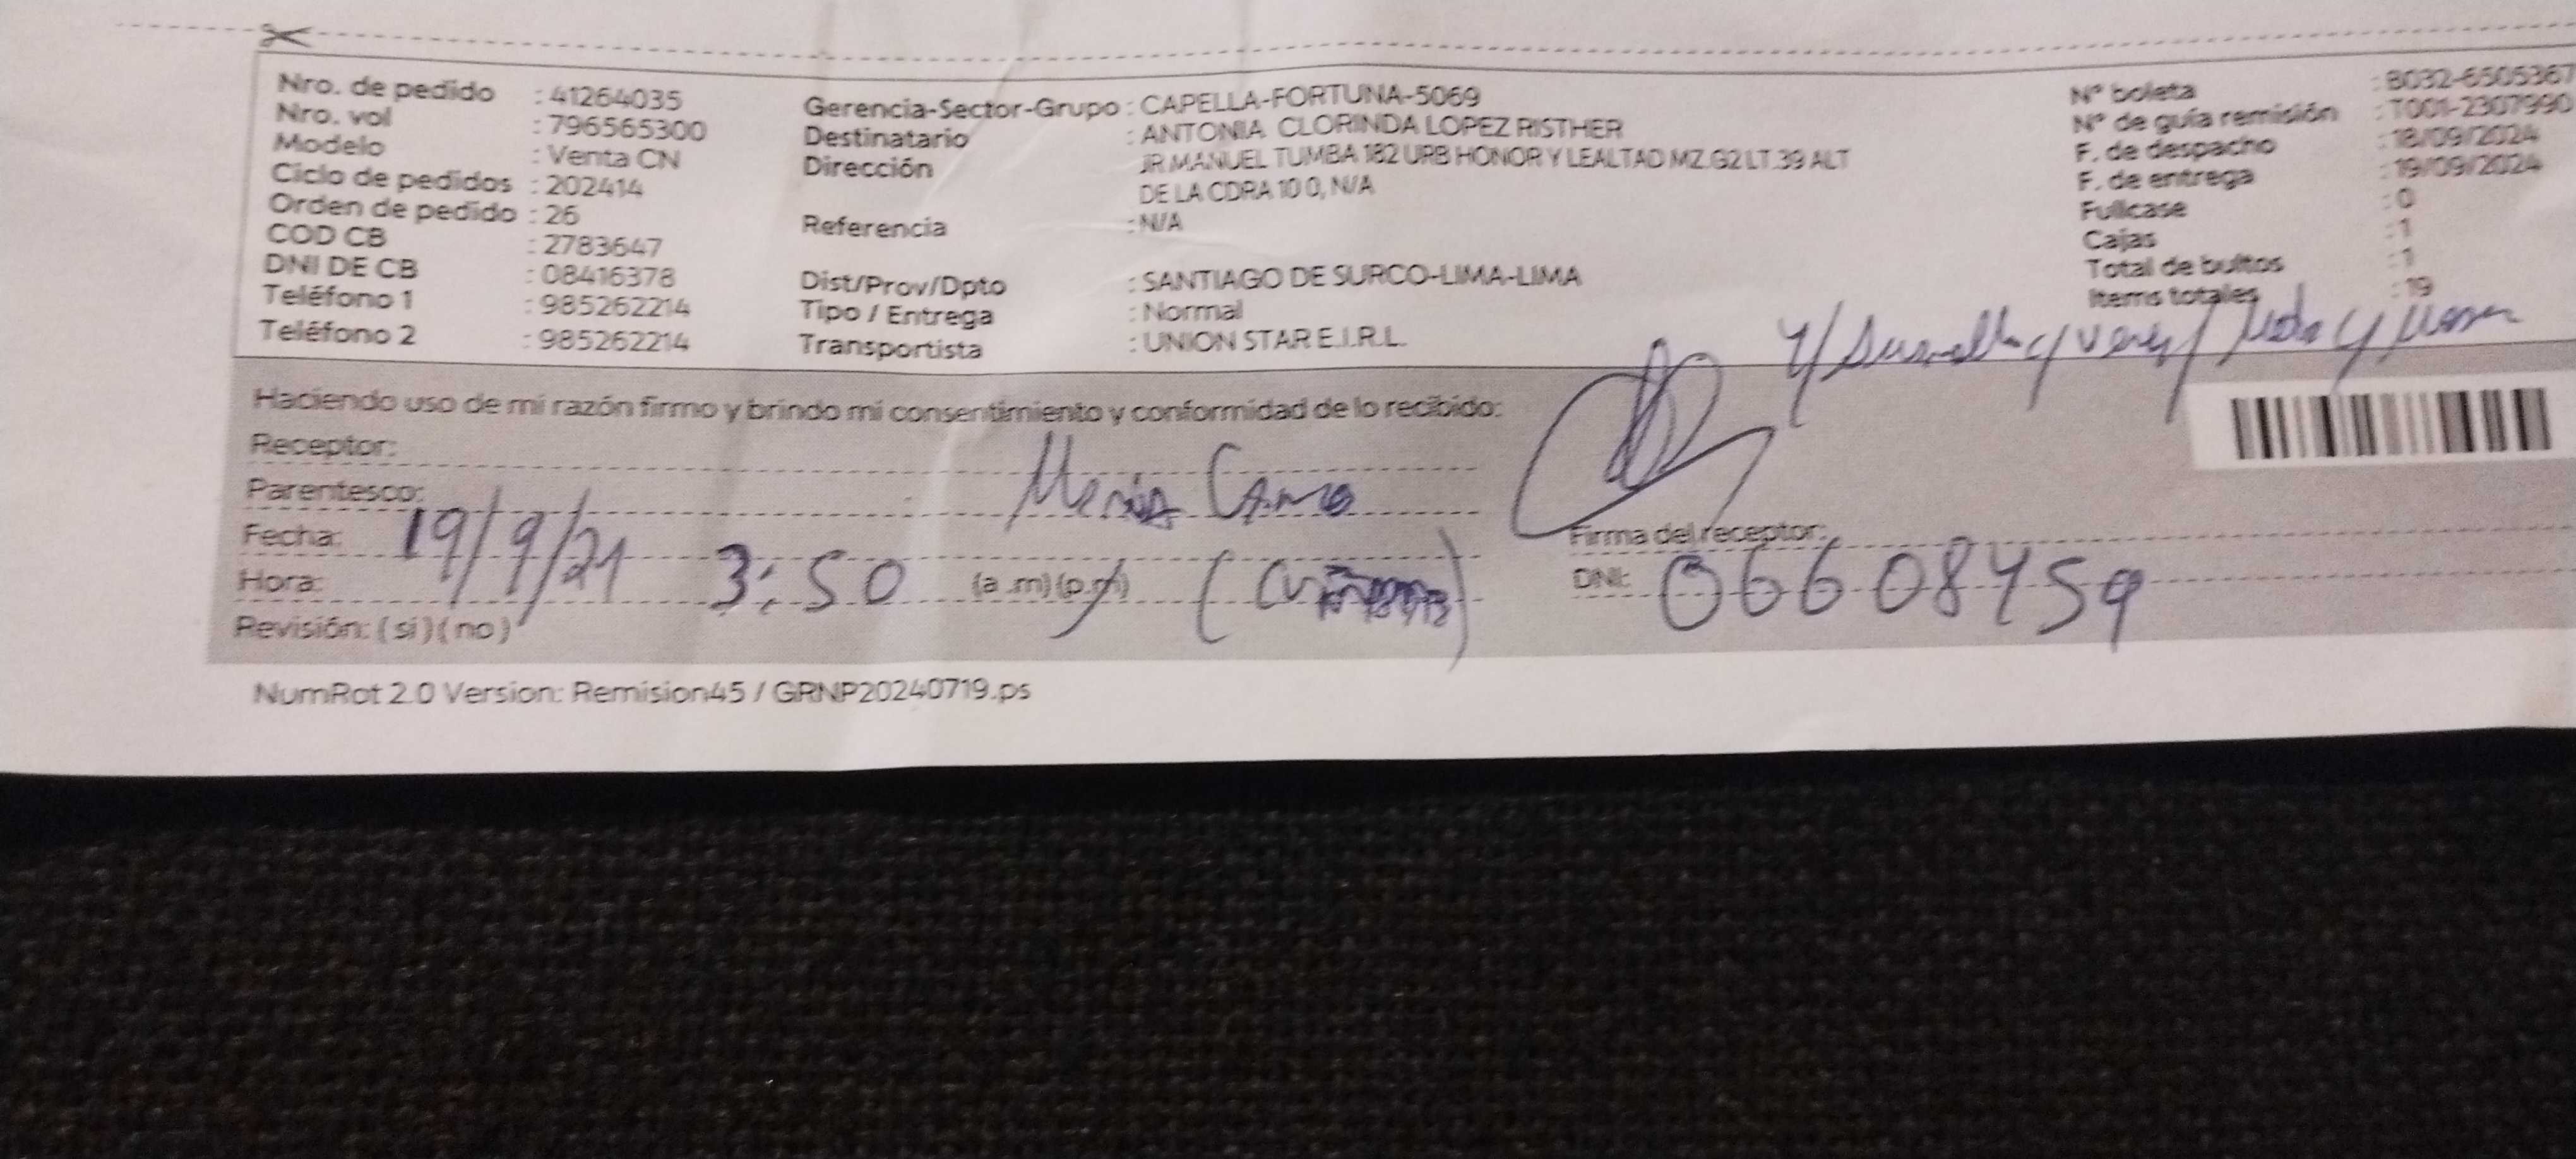 Nro. de pedido : 41264035
Nro. vol : 796565300
Modelo : Venta CN
Ciclo de pedidos : 202414
Orden de pedido : 26
COD CB : 2783647
DNI DE CB : 08416378
Teléfono 1 : 985262214
Teléfono 2 : 985262214
Gerencia-Sector-Grupo : CAPELLA-FORTUNA-5069
Destinatario : ANTONIA CLORINDA LOPEZ RISTHER
Dirección JR.MANUEL TUMBA 182 URB HONOR Y LEALTAD MZ.G2 LT.39 ALT
DE LA CDRA 10 0, N/A
Referencia : N/A
Dist/Prov/Dpto : SANTIAGO DE SURCO-LIMA-LIMA
Tipo / Entrega : Normal
Transportista : UNION STAR E.I.R.L.
Nº boleta : B032-6505367
Nº de guía remisión : T001-2307990
F. de despacho : 18/09/2024
F. de entrega : 19/09/2024
Fullcase : 0
Cajas : 1
Total de bultos : 1
Items totales : 19
Haciendo uso de mi razón firmo y brindo mi consentimiento y conformidad de lo recibido:
Receptor:
Parentesco:
Fecha: 19/9/21
Hora: 3:50 (a .m) (p.m)
Revisión: ( si ) ( no )
Firma del receptor:
DNI: 06608459
NumRot 2.0 Version: Remision45 / GRNP20240719.ps